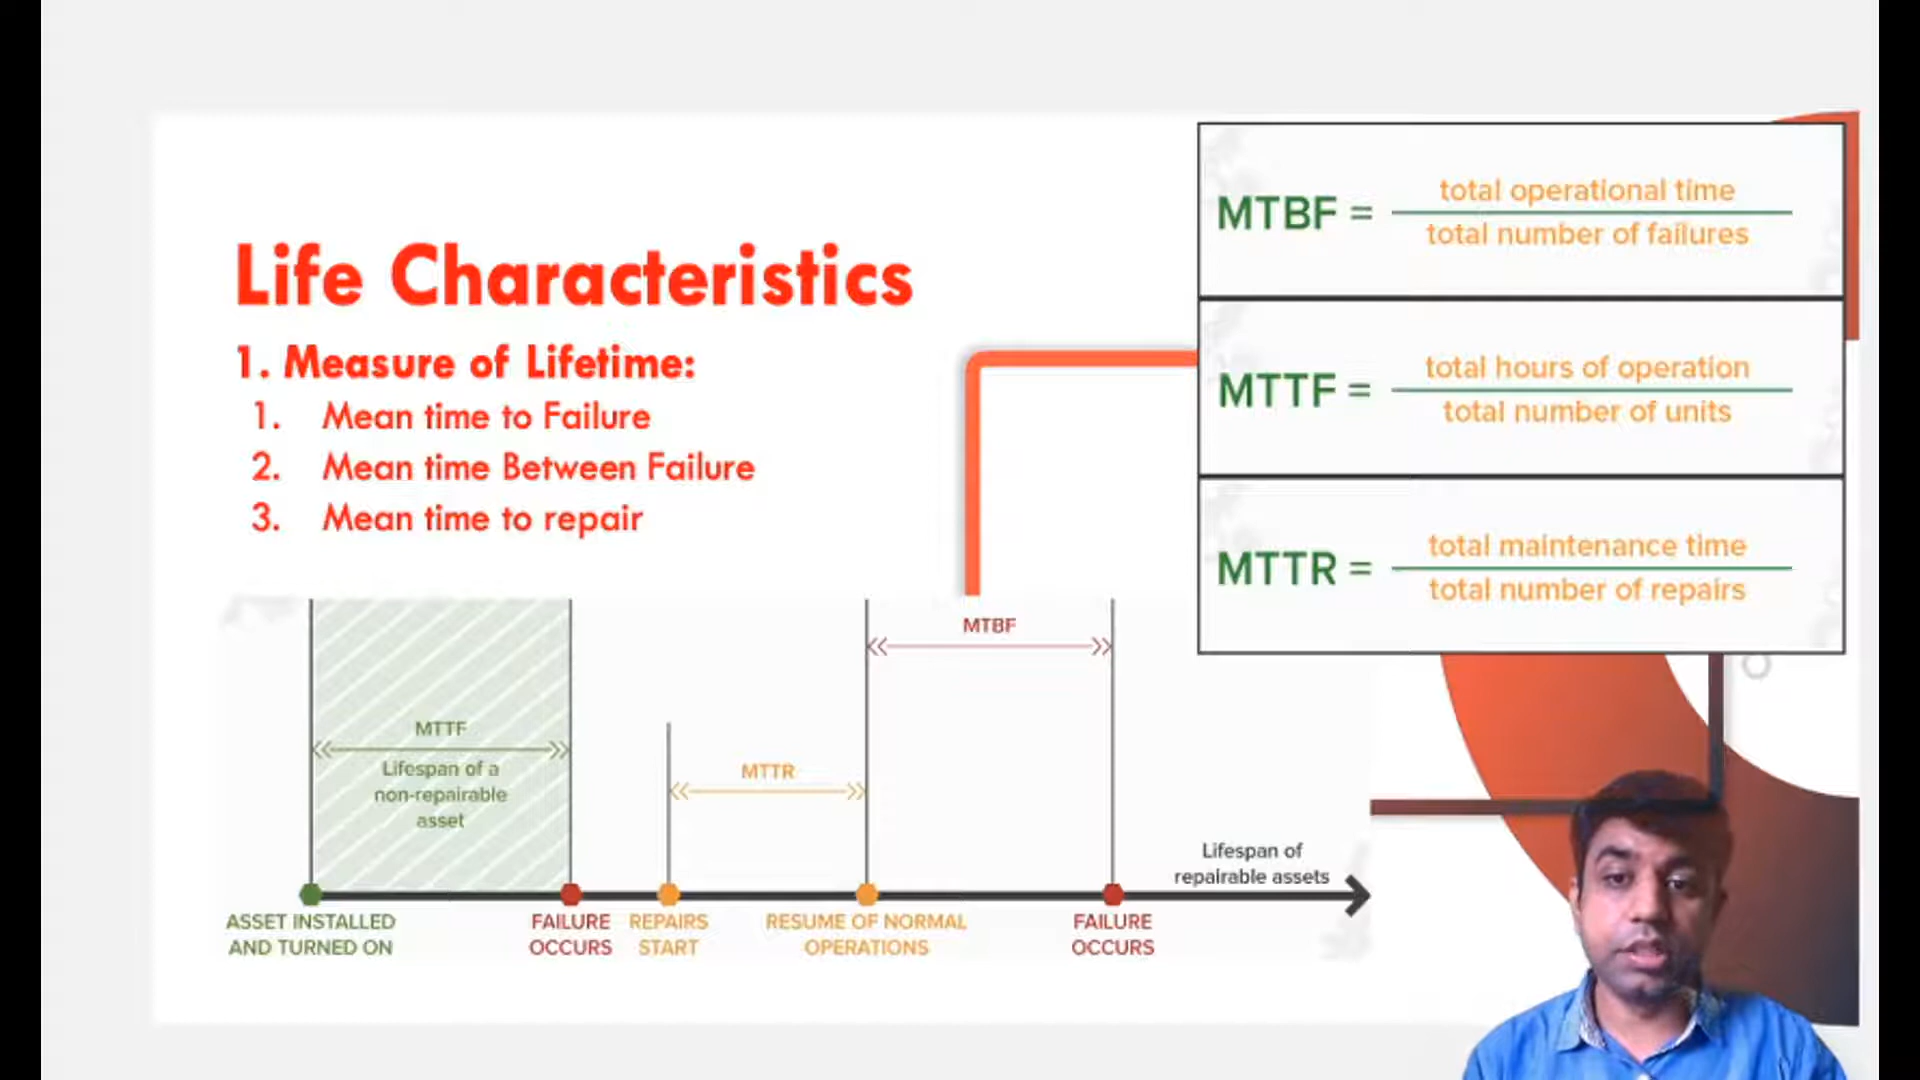 Life Characteristics
1. Measure of Lifetime:
1. Mean time to Failure
2. Mean time Between Failure
3. Mean time to repair
MTBF = total operational time
total number of failures
MTTF = total hours of operation
total number of units
MTTR = total maintenance time
total number of repairs
MTBF
MTTF
Lifespan of a
non-repairable
asset
MTTR
Lifespan of
repairable assets
ASSET INSTALLED
AND TURNED ON
FAILURE
OCCURS
REPAIRS
START
RESUME OF NORMAL
OPERATIONS
FAILURE
OCCURS